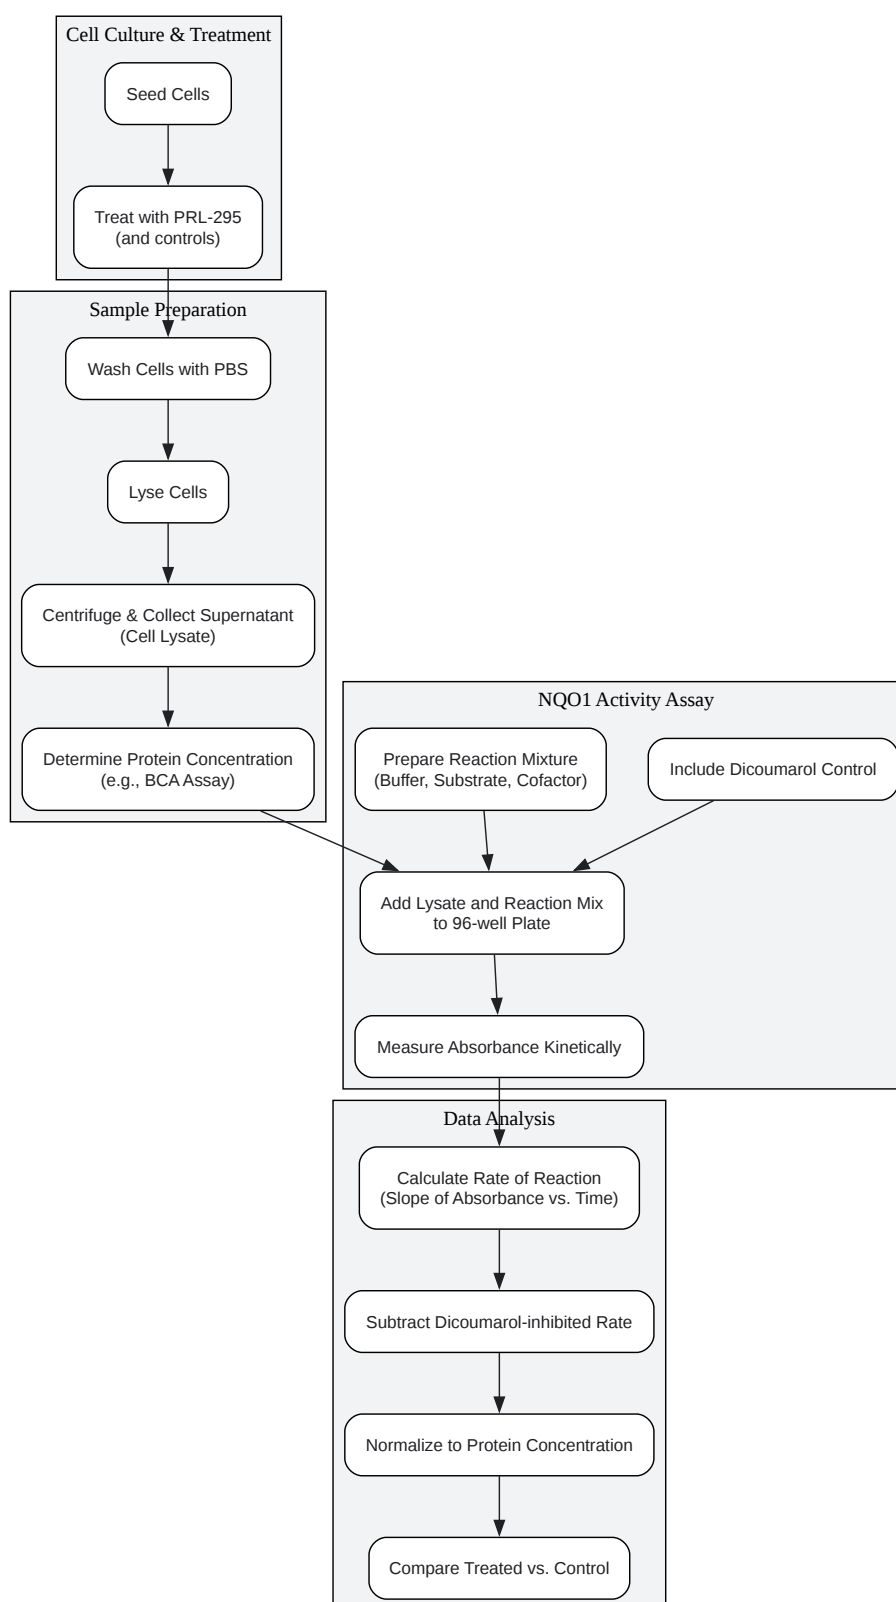 Cell Culture & Treatment
Seed Cells
Treat with PRL-295
(and controls)
Sample Preparation
Wash Cells with PBS
Lyse Cells
Centrifuge & Collect Supernatant
(Cell Lysate)
Determine Protein Concentration
(e.g., BCA Assay)
NQO1 Activity Assay
Prepare Reaction Mixture
(Buffer, Substrate, Cofactor)
Include Dicoumarol Control
Add Lysate and Reaction Mix
to 96-well Plate
Measure Absorbance Kinetically
Data Analysis
Calculate Rate of Reaction
(Slope of Absorbance vs. Time)
Subtract Dicoumarol-inhibited Rate
Normalize to Protein Concentration
Compare Treated vs. Control